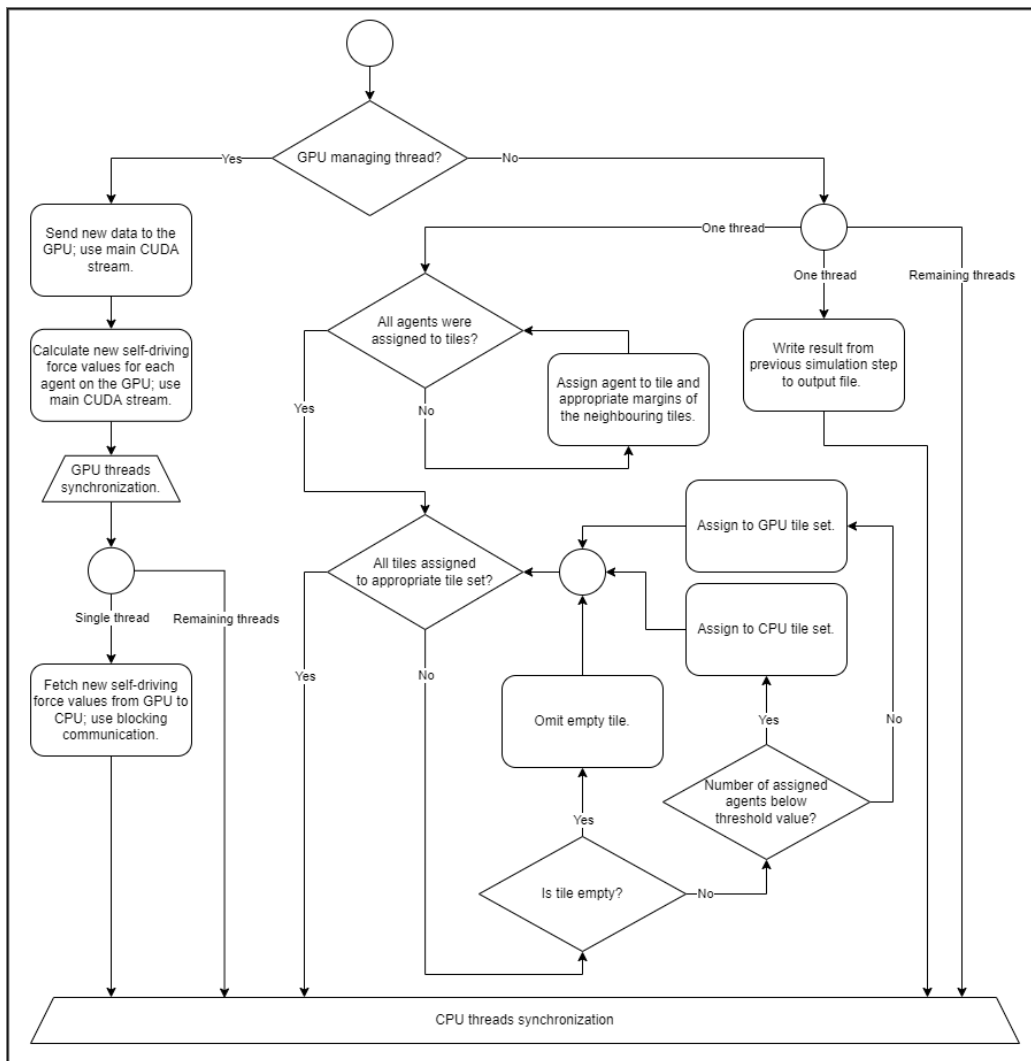 GPU managing thread?
Yes
No
Send new data to the
GPU; use main CUDA
stream.
One thread
One thread
Remaining threads
All agents were
assigned to tiles?
Calculate new self-driving
force values for each
agent on the GPU; use
main CUDA stream.
Write result from
previous simulation step
to output file.
Assign agent to tile and
appropriate margins of
the neighbouring tiles.
Yes
No
GPU threads
synchronization.
Assign to GPU tile set.
All tiles assigned
to appropriate tile set?
Single thread
Remaining threads
Assign to CPU tile set.
Yes
No
Fetch new self-driving
force values from GPU to
CPU; use blocking
communication.
Omit empty tile.
Yes
No
Number of assigned
agents below
threshold value?
Yes
Is tile empty?
No
CPU threads synchronization